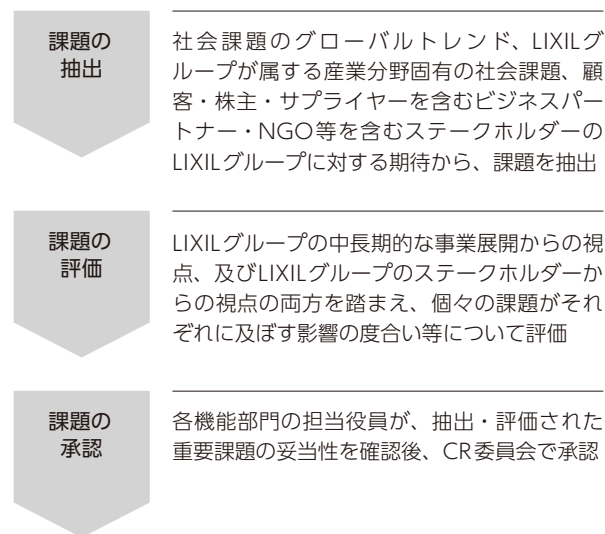 課題の
抽出
社会課題のグローバルトレンド、LIXILグ
ループが属する産業分野固有の社会課題、顧
客・株主・サプライヤーを含むビジネスパー
トナー・NGO等を含むステークホルダーの
LIXILグループに対する期待から、課題を抽出
課題の
評価
LIXILグループの中長期的な事業展開からの視
点、及びLIXILグループのステークホルダーか
らの視点の両方を踏まえ、個々の課題がそれ
ぞれに及ぼす影響の度合い等について評価
課題の
承認
各機能部門の担当役員が、抽出・評価された
重要課題の妥当性を確認後、CR委員会で承認